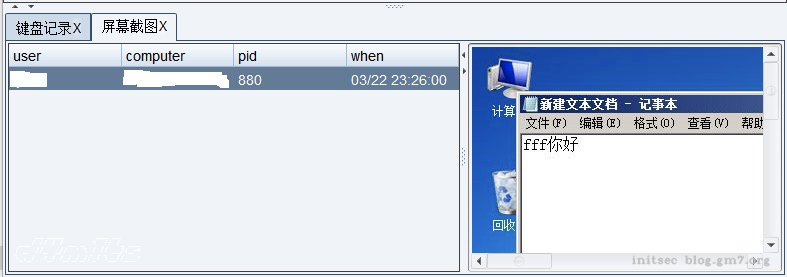 键盘记录X 屏幕截图X
user computer pid when
880 03/22 23:26:00
计算
新建文本文档 - 记事本
文件(F) 编辑(E) 格式(O) 查看(V) 帮助
fff你好
回收
initsec blog.gm7.org